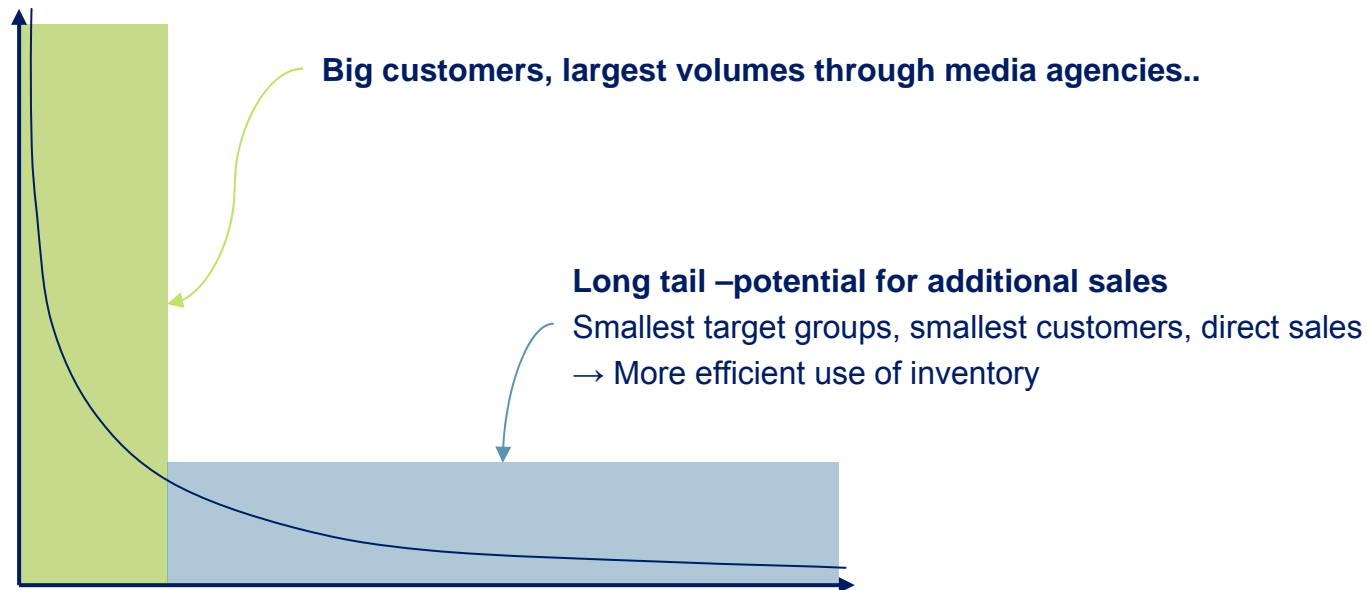 Big customers, largest volumes through media agencies..
Long tail –potential for additional sales
Smallest target groups, smallest customers, direct sales
→ More efficient use of inventory